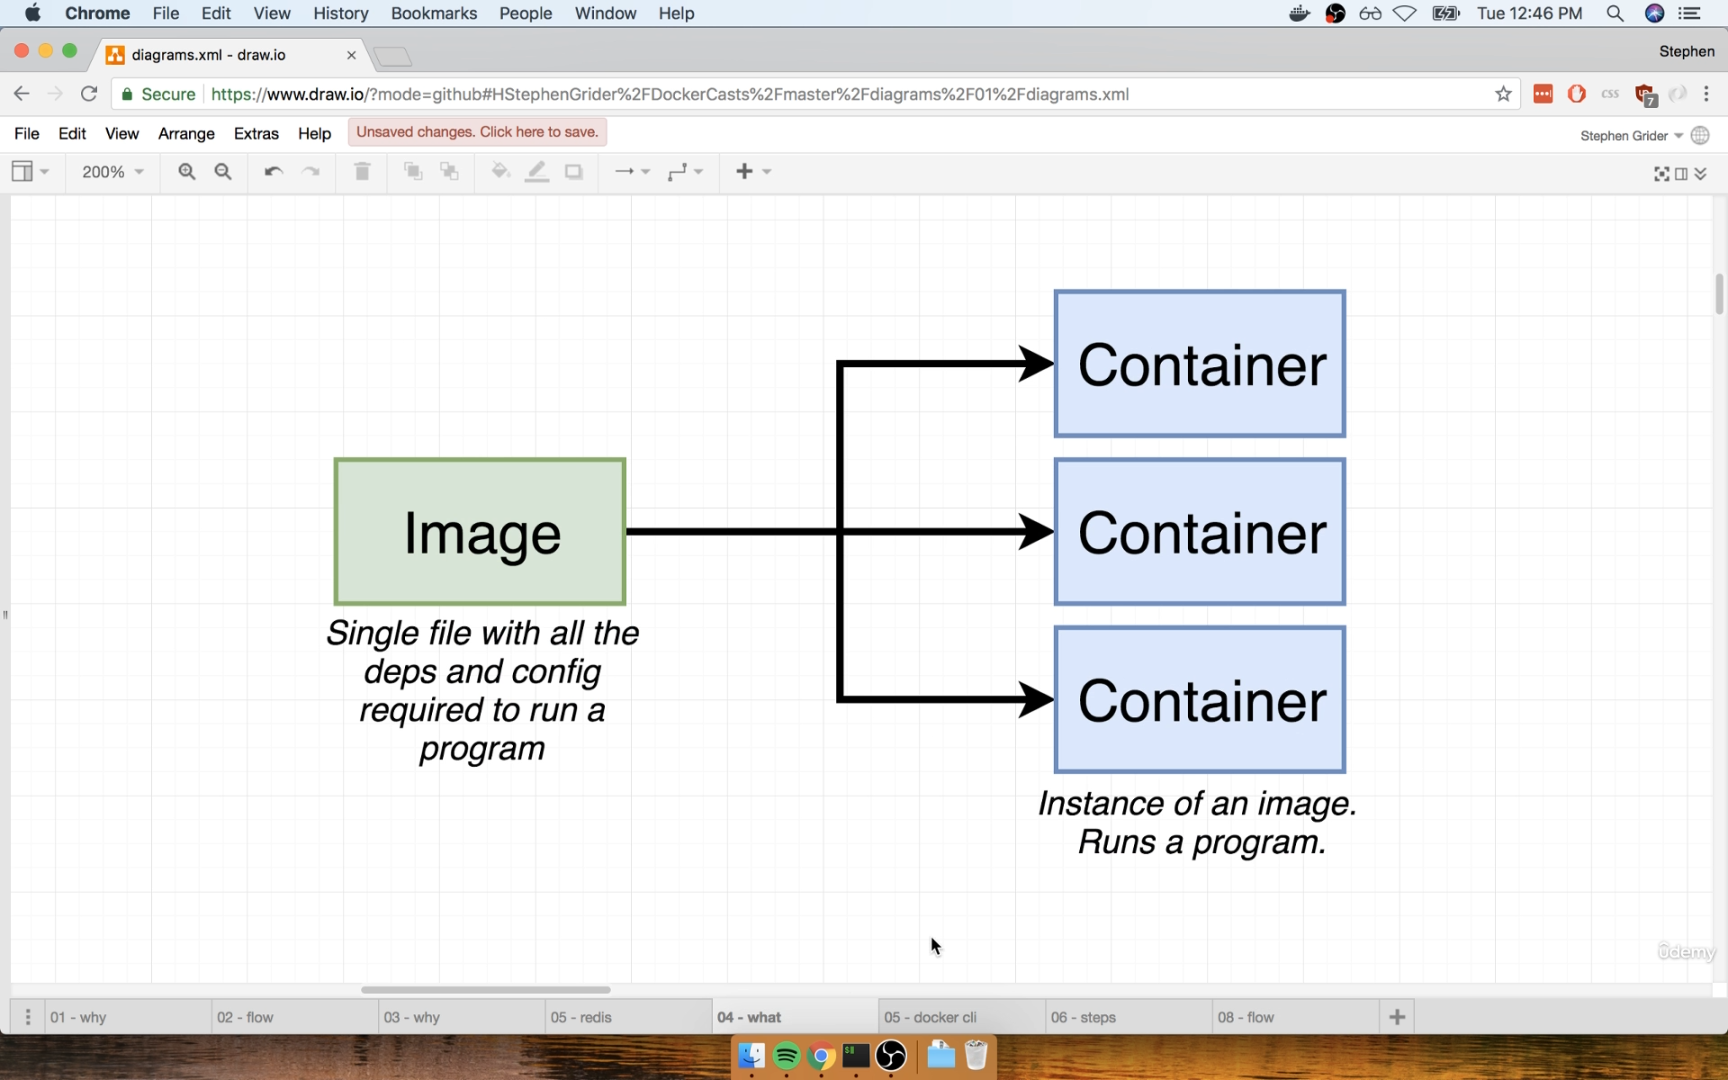 Chrome File Edit View History Bookmarks People Window Help Tue 12:46 PM
diagrams.xml - draw.io Stephen
Secure https://www.draw.io/?mode=github#HStephenGrider%2FDockerCasts%2Fmaster%2Fdiagrams%2F01%2Fdiagrams.xml CSS 7
File Edit View Arrange Extras Help Unsaved changes. Click here to save. Stephen Grider
200%
Container
Image
Container
Single file with all the
deps and config
required to run a
program
Container
Instance of an image.
Runs a program.
Udemy
01 - why 02 - flow 03 - why 05 - redis 04 - what 05 - docker cli 06 - steps 08 - flow